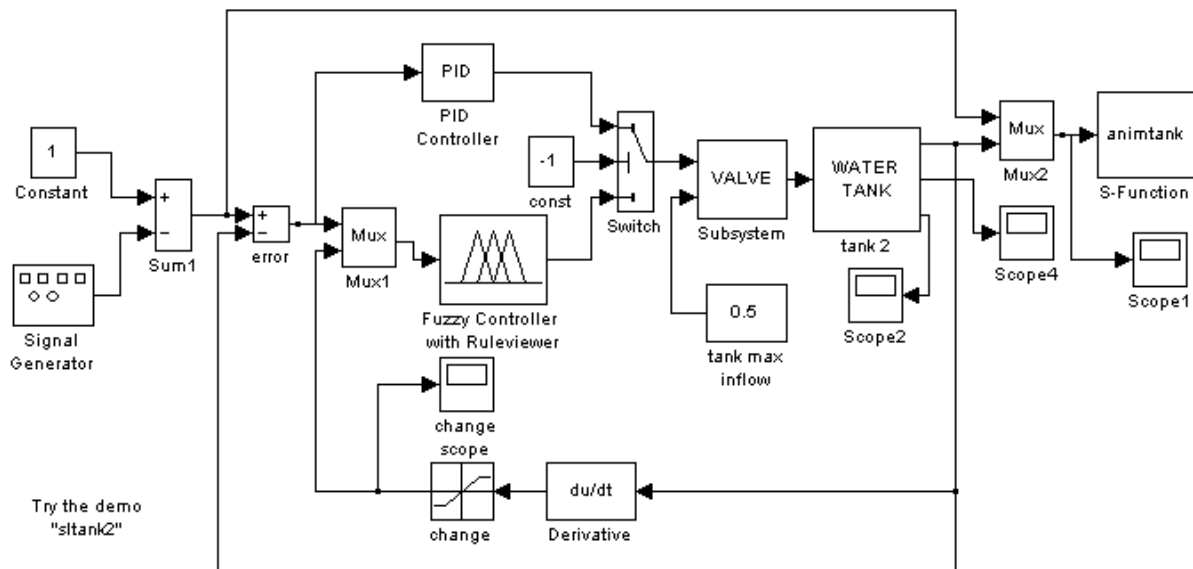 PID
PID
Controller
1
Constant
+
−
Sum1
Signal
Generator
+
−
error
Mux
Mux1
Fuzzy Controller
with Ruleviewer
-1
const
Switch
VALVE
Subsystem
0.5
tank max
inflow
WATER
TANK
tank 2
Scope2
Mux
Mux2
animtank
S-Function
Scope4
Scope1
change
scope
change
du/dt
Derivative
Try the demo
"sltank2"